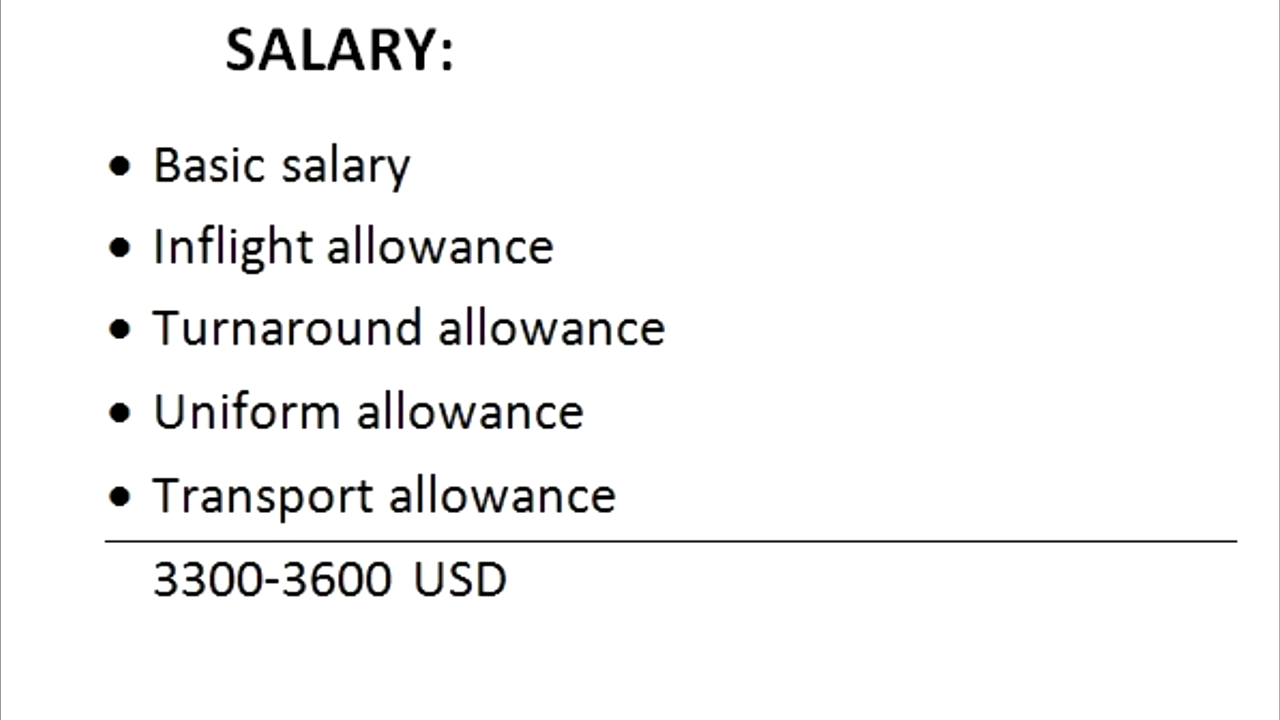 SALARY:
• Basic salary
• Inflight allowance
• Turnaround allowance
• Uniform allowance
• Transport allowance
3300-3600 USD